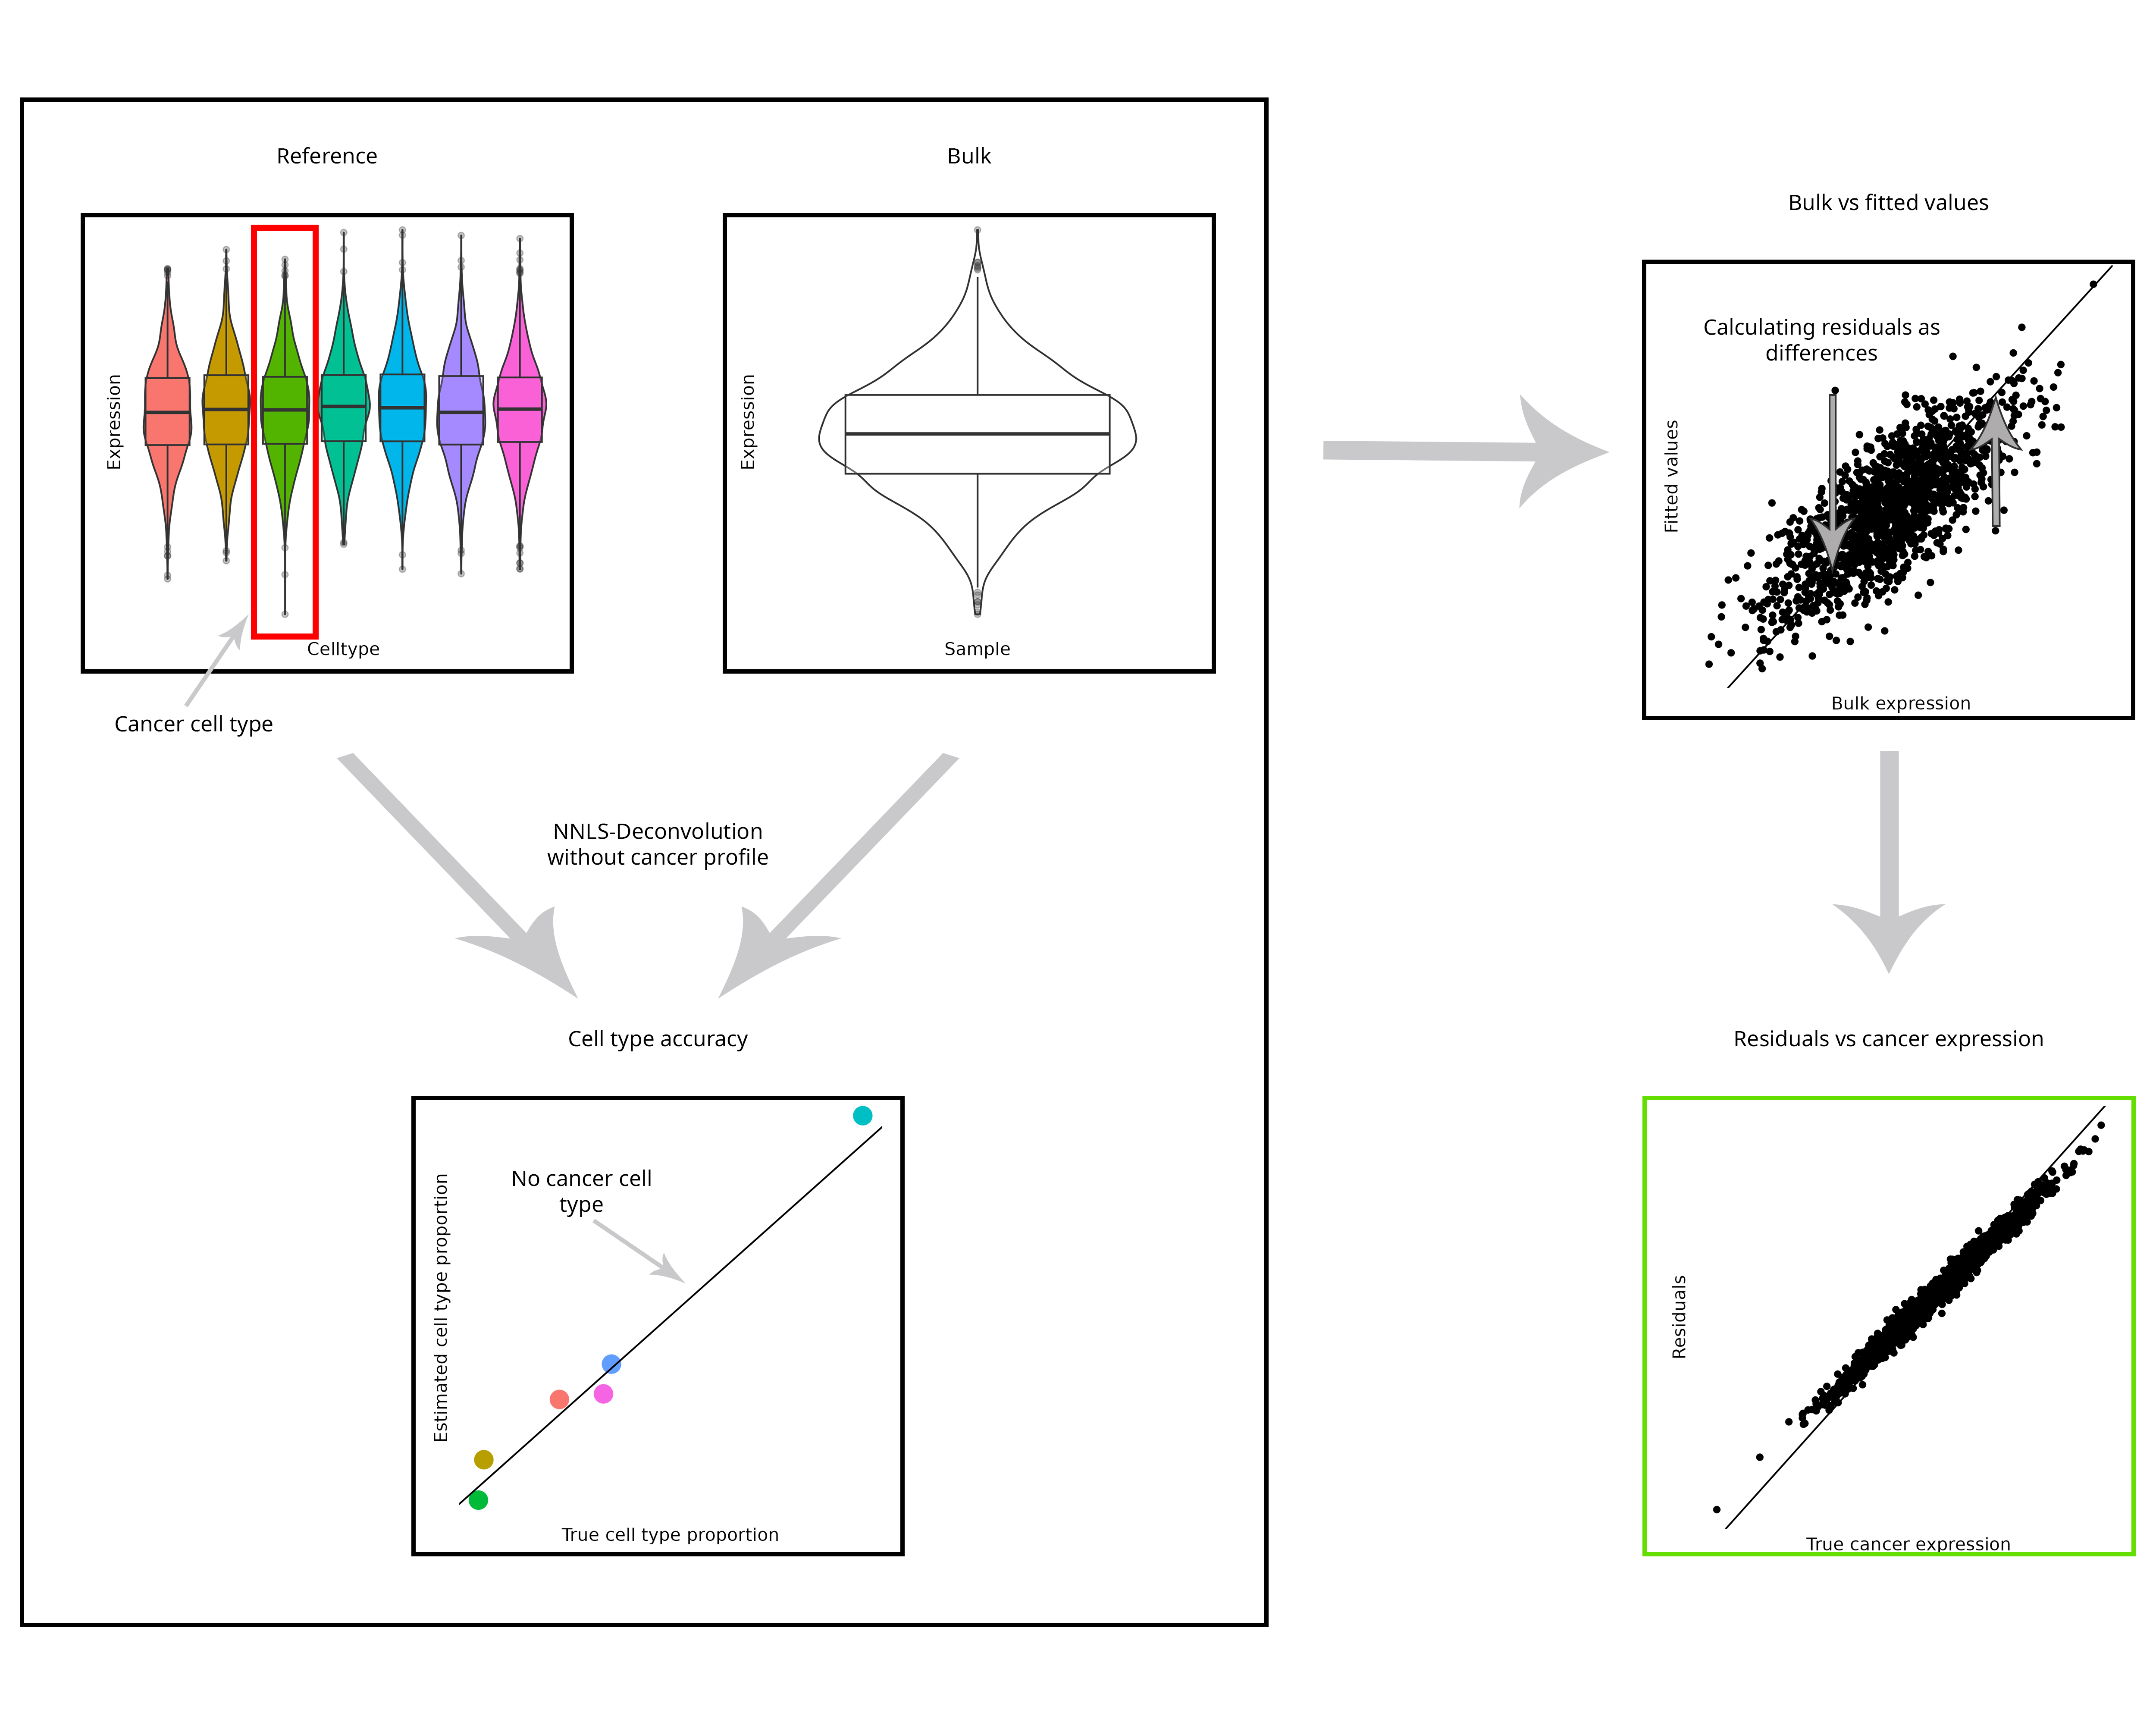 Reference
Expression
Celltype
Cancer cell type
Bulk
Expression
Sample
NNLS-Deconvolution
without cancer profile
Cell type accuracy
No cancer cell
type
Estimated cell type proportion
True cell type proportion
Bulk vs fitted values
Calculating residuals as
differences
Fitted values
Bulk expression
Residuals vs cancer expression
Residuals
True cancer expression